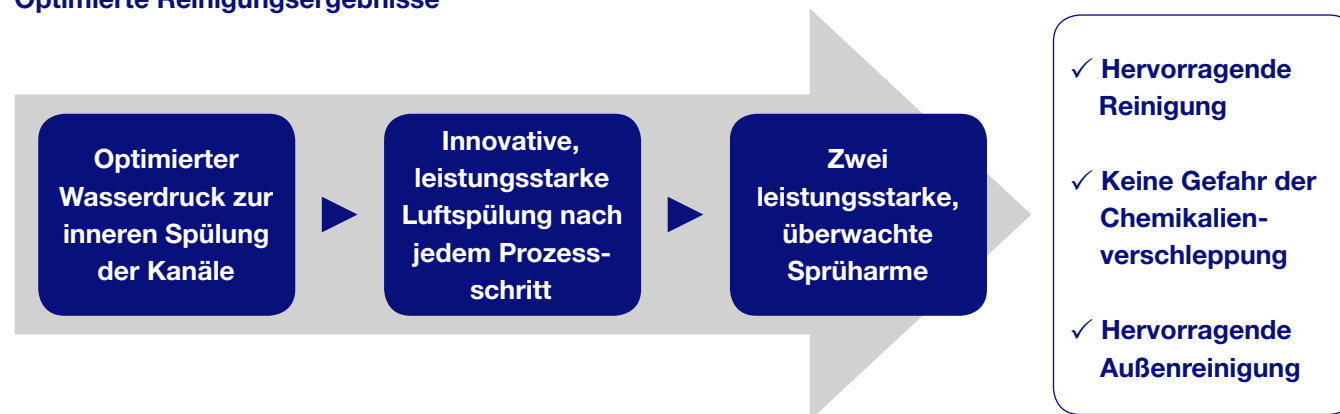 Optimierte Reinigungsergebnisse
Optimierter
Wasserdruck zur
inneren Spülung
der Kanäle
Innovative,
leistungsstarke
Luftspülung nach
jedem Prozess-
schritt
Zwei
leistungsstarke,
überwachte
Sprüharme
✓ Hervorragende
Reinigung
✓ Keine Gefahr der
Chemikalien-
verschleppung
✓ Hervorragende
Außenreinigung